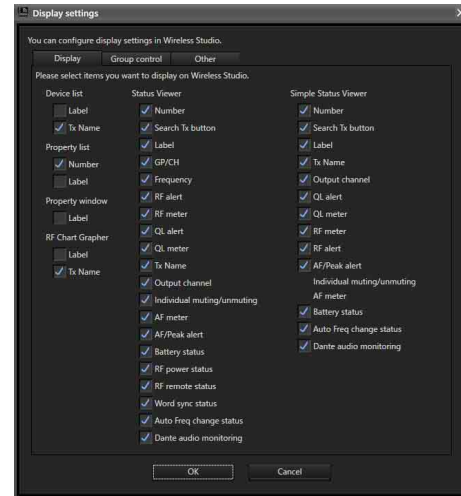 Display settings
You can configure display settings in Wireless Studio.
Display
Group control
Other
Please select items you want to display on Wireless Studio.
Device list
Label
Tx Name
Property list
Number
Label
Property window
Label
RF Chart Grapher
Label
Tx Name
Status Viewer
Number
Search Tx button
Label
GP/CH
Frequency
RF alert
RF meter
QL alert
QL meter
Tx Name
Output channel
Individual muting/unmuting
AF meter
AF/Peak alert
Battery status
RF power status
RF remote status
Word sync status
Auto Freq change status
Dante audio monitoring
Simple Status Viewer
Number
Search Tx button
Label
Tx Name
Output channel
QL alert
QL meter
RF meter
RF alert
AF/Peak alert
Individual muting/unmuting
AF meter
Battery status
Auto Freq change status
Dante audio monitoring
OK
Cancel